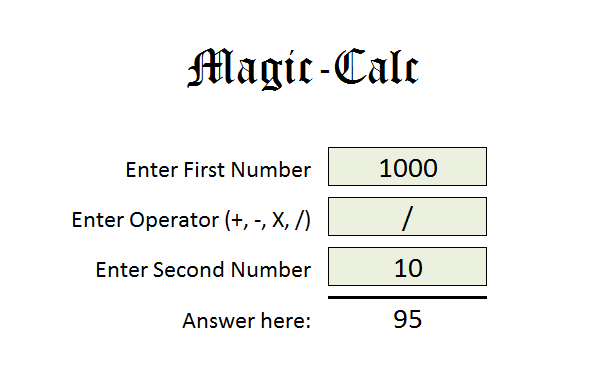 Magic-Calc
Enter First Number 1000
Enter Operator (+, -, X, /) /
Enter Second Number 10
Answer here: 95